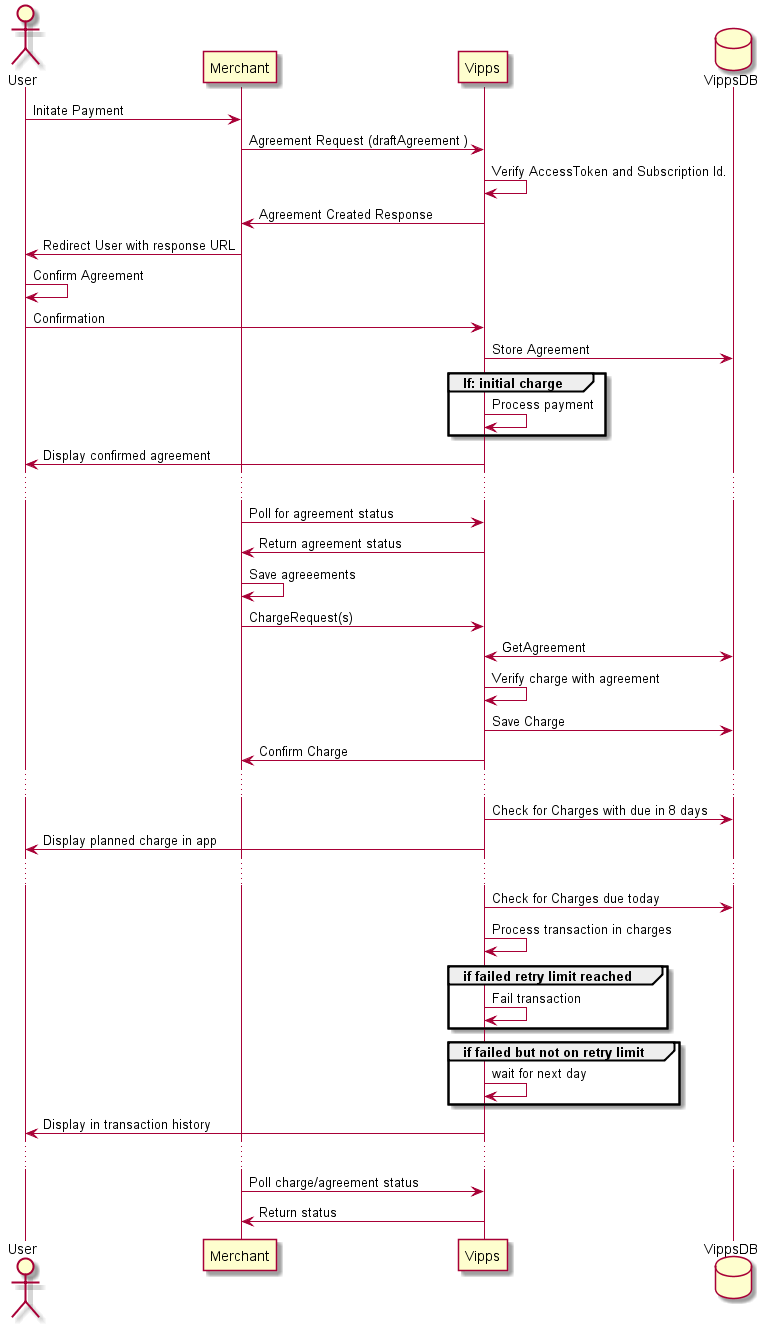 User
Merchant
Vipps
VippsDB
Initate Payment
Agreement Request (draftAgreement )
Verify AccessToken and Subscription Id.
Agreement Created Response
Redirect User with response URL
Confirm Agreement
Confirmation
Store Agreement
If: initial charge
Process payment
Display confirmed agreement
Poll for agreement status
Return agreement status
Save agreeements
ChargeRequest(s)
GetAgreement
Verify charge with agreement
Save Charge
Confirm Charge
Check for Charges with due in 8 days
Display planned charge in app
Check for Charges due today
Process transaction in charges
if failed retry limit reached
Fail transaction
if failed but not on retry limit
wait for next day
Display in transaction history
Poll charge/agreement status
Return status
User
Merchant
Vipps
VippsDB